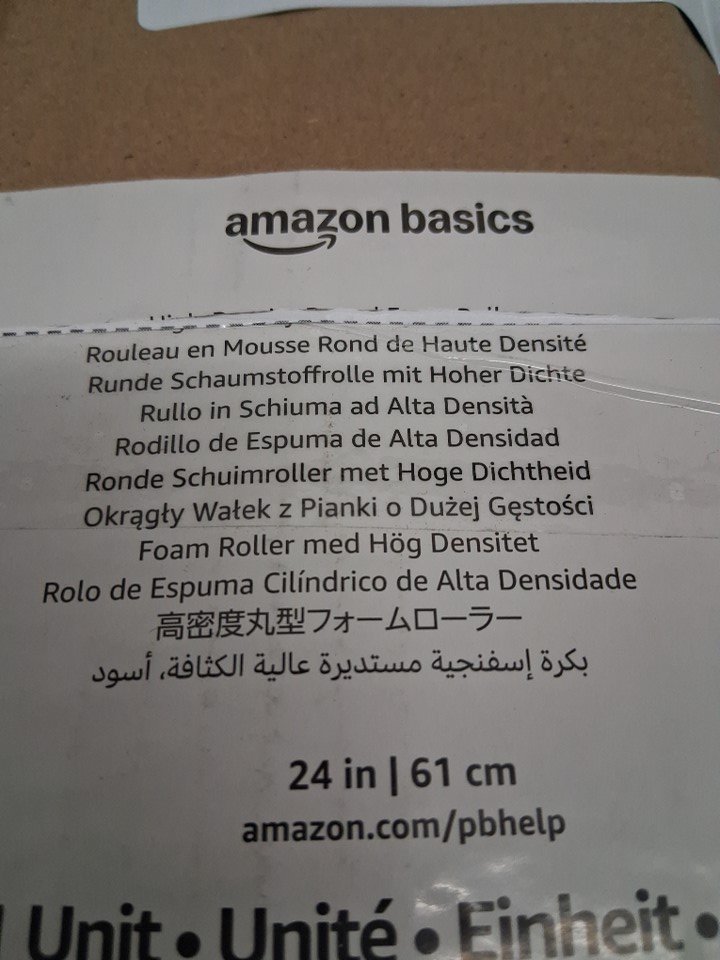 amazon basics
Rouleau en Mousse Rond de Haute Densité
Runde Schaumstoffrolle mit Hoher Dichte
Rullo in Schiuma ad Alta Densità
Rodillo de Espuma de Alta Densidad
Ronde Schuimroller met Hoge Dichtheid
Okrągły Wałek z Pianki o Dużej Gęstości
Foam Roller med Hög Densitet
Rolo de Espuma Cilíndrico de Alta Densidade
高密度丸型フォームローラー
بكرة إسفنجية مستديرة عالية الكثافة، أسود
24 in | 61 cm
amazon.com/pbhelp
Unit • Unité • Einheit •